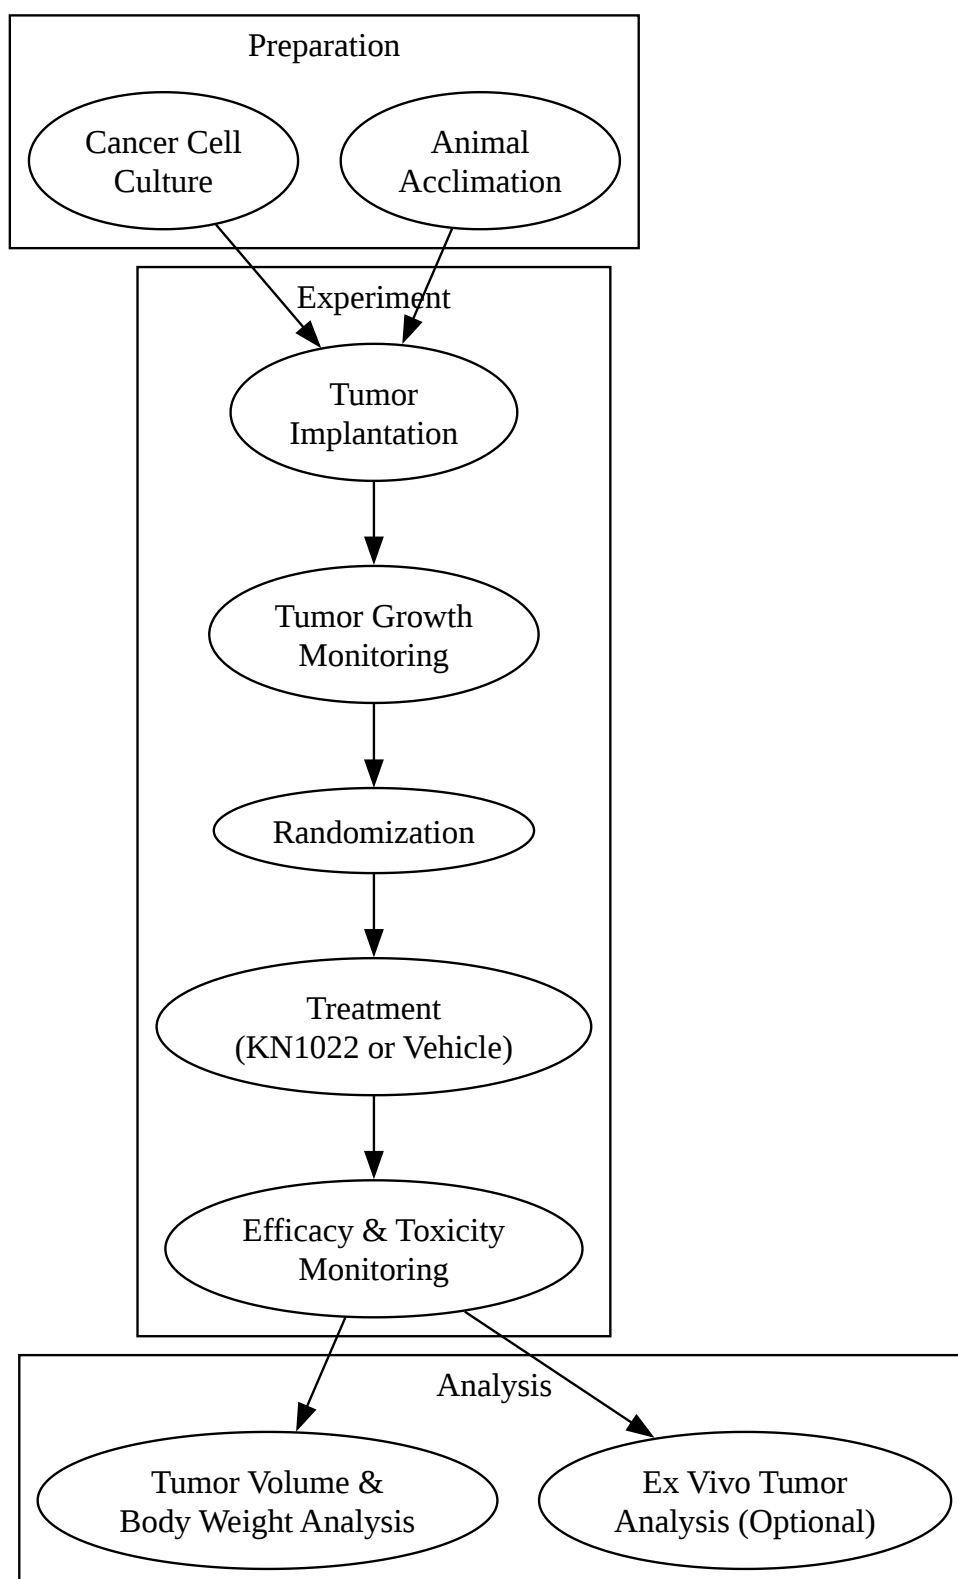 Preparation
Cancer Cell
Culture
Animal
Acclimation
Experiment
Tumor
Implantation
Tumor Growth
Monitoring
Randomization
Treatment
(KN1022 or Vehicle)
Efficacy & Toxicity
Monitoring
Analysis
Tumor Volume &
Body Weight Analysis
Ex Vivo Tumor
Analysis (Optional)